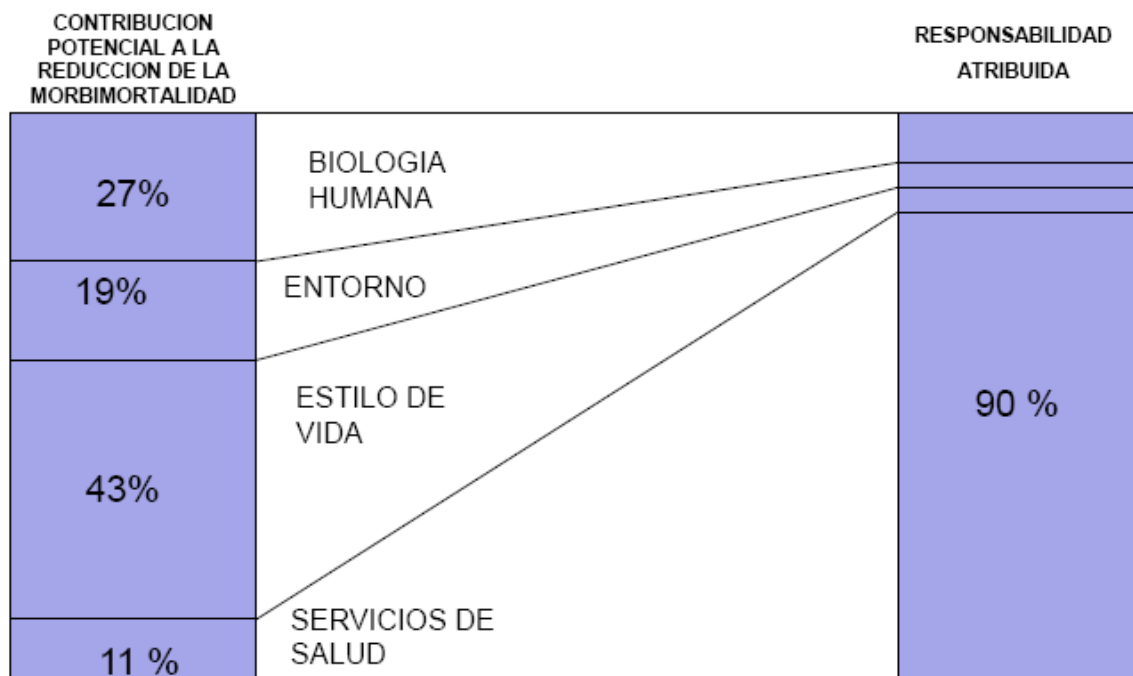 CONTRIBUCION
POTENCIAL A LA
REDUCCION DE LA
MORBIMORTALIDAD
RESPONSABILIDAD
ATRIBUIDA
27%
BIOLOGIA
HUMANA
19%
ENTORNO
43%
ESTILO DE
VIDA
90 %
11 %
SERVICIOS DE
SALUD